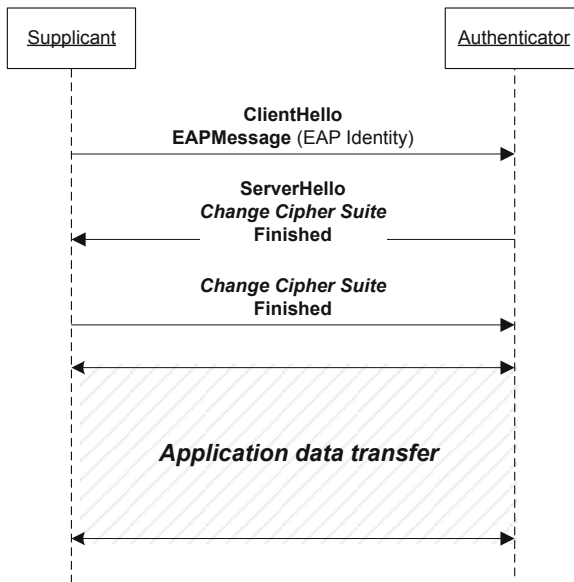 Supplicant
Authenticator
ClientHello
EAPMessage (EAP Identity)
ServerHello
Change Cipher Suite
Finished
Change Cipher Suite
Finished
Application data transfer